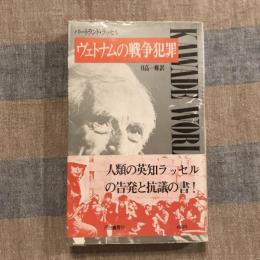 バートランド・ラッセル
ヴェトナムの戦争犯罪
日高一輝訳
KAWADE WORL
人類の英知ラッセル
の告発と抗議の書!